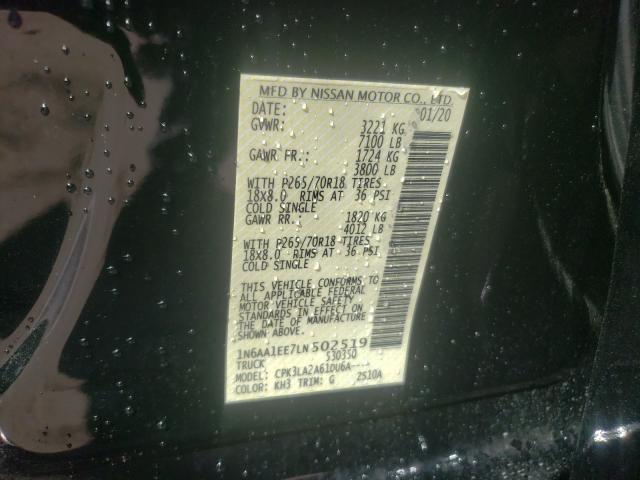 MFD BY NISSAN MOTOR CO., LTD.
DATE: 01/20
GVWR: 3221 KG
7100 LB
GAWR FR.: 1724 KG
3800 LB
WITH P265/70R18 TIRES
18X8.0 RIMS AT 36 PSI
COLD SINGLE
GAWR RR.: 1820 KG
4012 LB
WITH P265/70R18 TIRES
18X8.0 RIMS AT 36 PSI
COLD SINGLE
THIS VEHICLE CONFORMS TO
ALL APPLICABLE FEDERAL
MOTOR VEHICLE SAFETY
STANDARDS IN EFFECT ON
THE DATE OF MANUFACTURE
SHOWN ABOVE.
1N6AA1EE7LN502519
TRUCK 530350
MODEL: CPK3LA2A61DU6A----
COLOR: KH3 TRIM: G 2510A